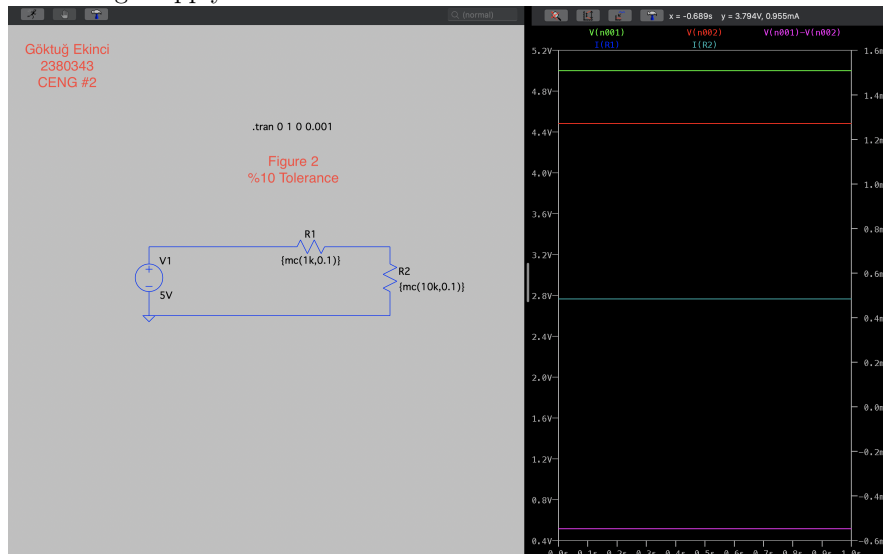 voltage supply
(normal)
x = -0.689s   y = 3.794V, 0.955mA
Göktuğ Ekinci
2380343
CENG #2
.tran 0 1 0 0.001
Figure 2
%10 Tolerance
R1
{mc(1k,0.1)}
V1
+
−
5V
R2
{mc(10k,0.1)}
V(n001) V(n002) V(n001)-V(n002)
I(R1) I(R2)
5.2V
4.8V
4.4V
4.0V
3.6V
3.2V
2.8V
2.4V
2.0V
1.6V
1.2V
0.8V
0.4V
1.6m
1.4m
1.2m
1.0m
0.8m
0.6m
0.4m
0.2m
0.0m
-0.2m
-0.4m
-0.6m